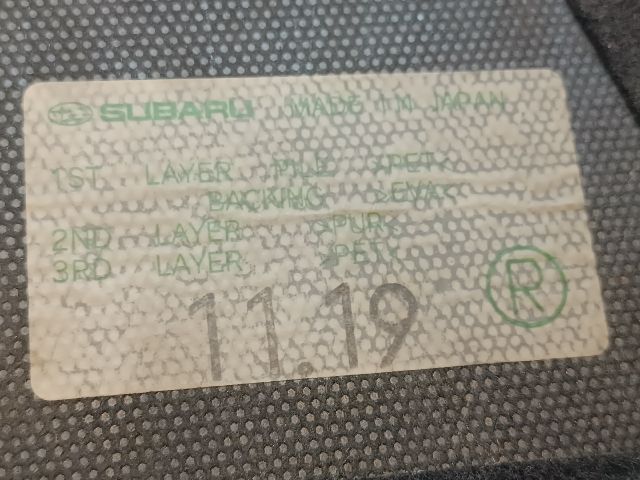 SUBARU MADE IN JAPAN
1ST LAYER PILE >PET<
BACKING >EVA<
2ND LAYER >PUR<
3RD LAYER >PET<
11.19
R